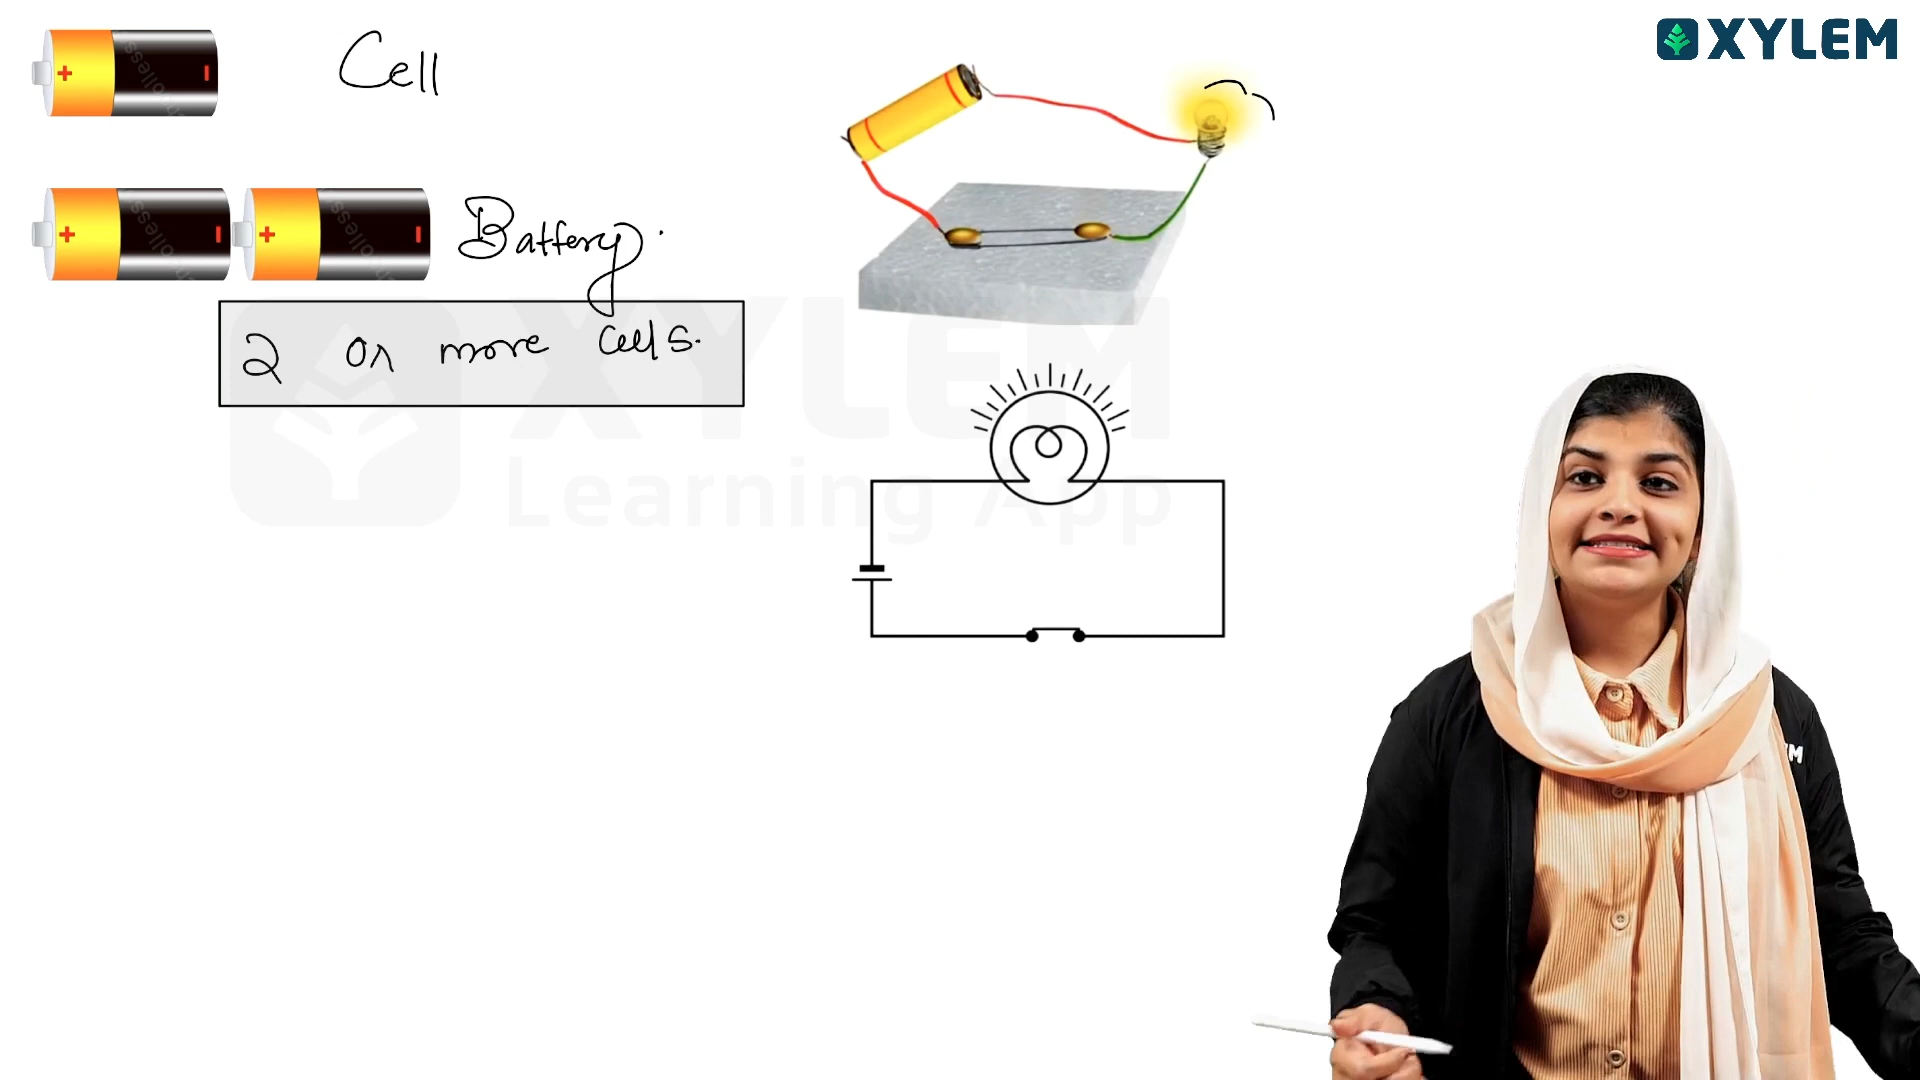 XYLEM
+ -
Cell
+ - + -
Battery.
2 or more cells.
XYLEM
Learning App
M